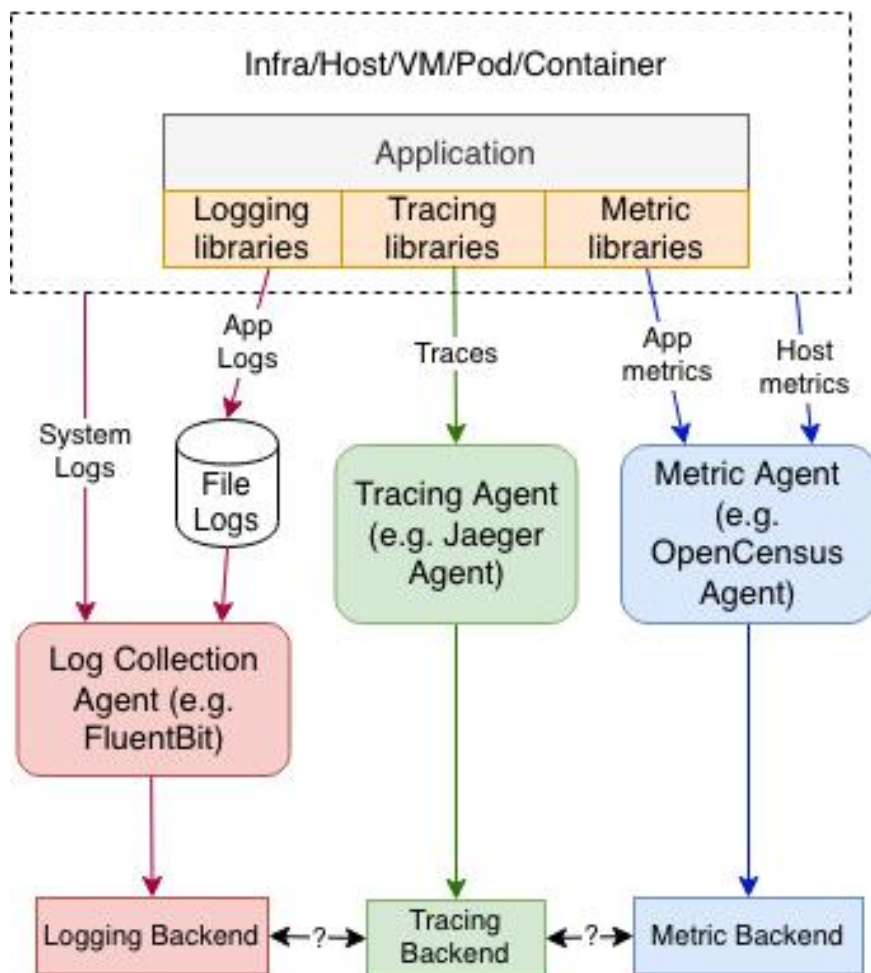 Infra/Host/VM/Pod/Container
Application
Logging
libraries
Tracing
libraries
Metric
libraries
App
Logs
Traces
App
metrics
Host
metrics
System
Logs
File
Logs
Tracing Agent
(e.g. Jaeger
Agent)
Metric Agent
(e.g.
OpenCensus
Agent)
Log Collection
Agent (e.g.
FluentBit)
Logging Backend
?
Tracing
Backend
?
Metric Backend